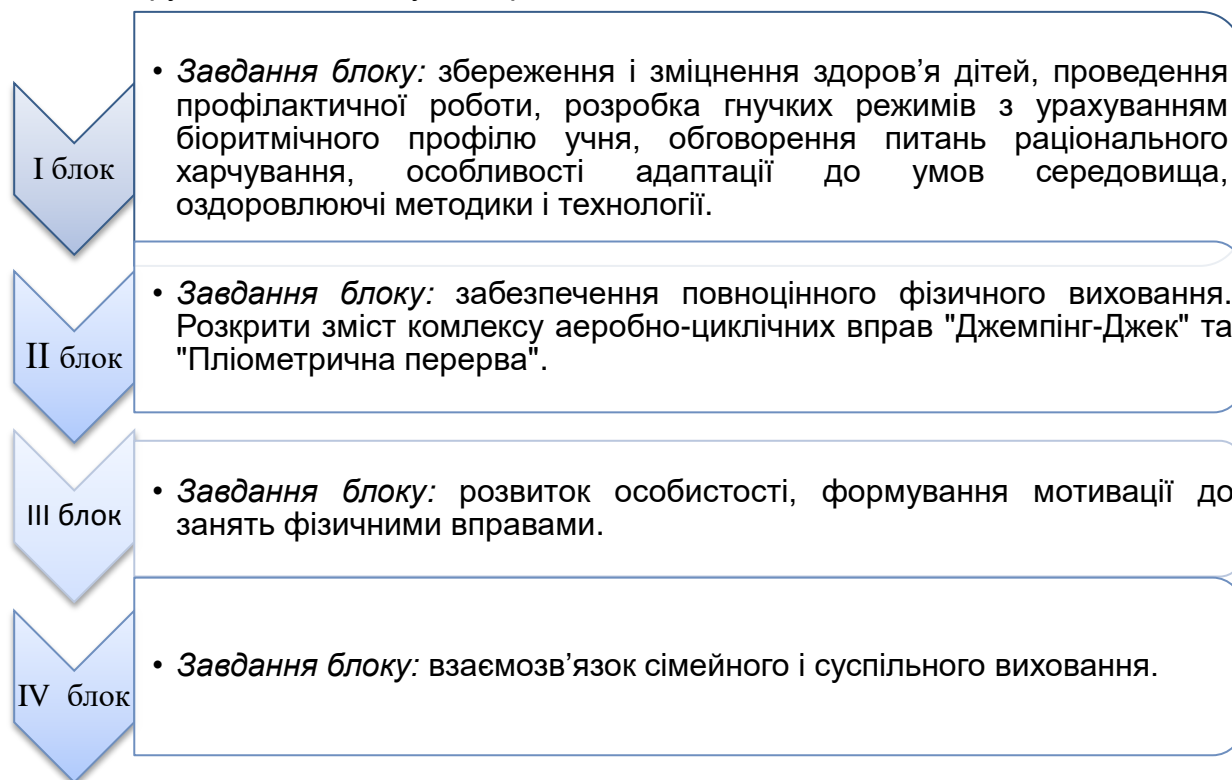 I блок
• Завдання блоку: збереження і зміцнення здоров’я дітей, проведення
профілактичної роботи, розробка гнучких режимів з урахуванням
біоритмічного профілю учня, обговорення питань раціонального
харчування, особливості адаптації до умов середовища,
оздоровлюючі методики і технології.
II блок
• Завдання блоку: забезпечення повноцінного фізичного виховання.
Розкрити зміст комлексу аеробно-циклічних вправ "Джемпінг-Джек" та
"Пліометрична перерва".
III блок
• Завдання блоку: розвиток особистості, формування мотивації до
занять фізичними вправами.
IV блок
• Завдання блоку: взаємозв’язок сімейного і суспільного виховання.